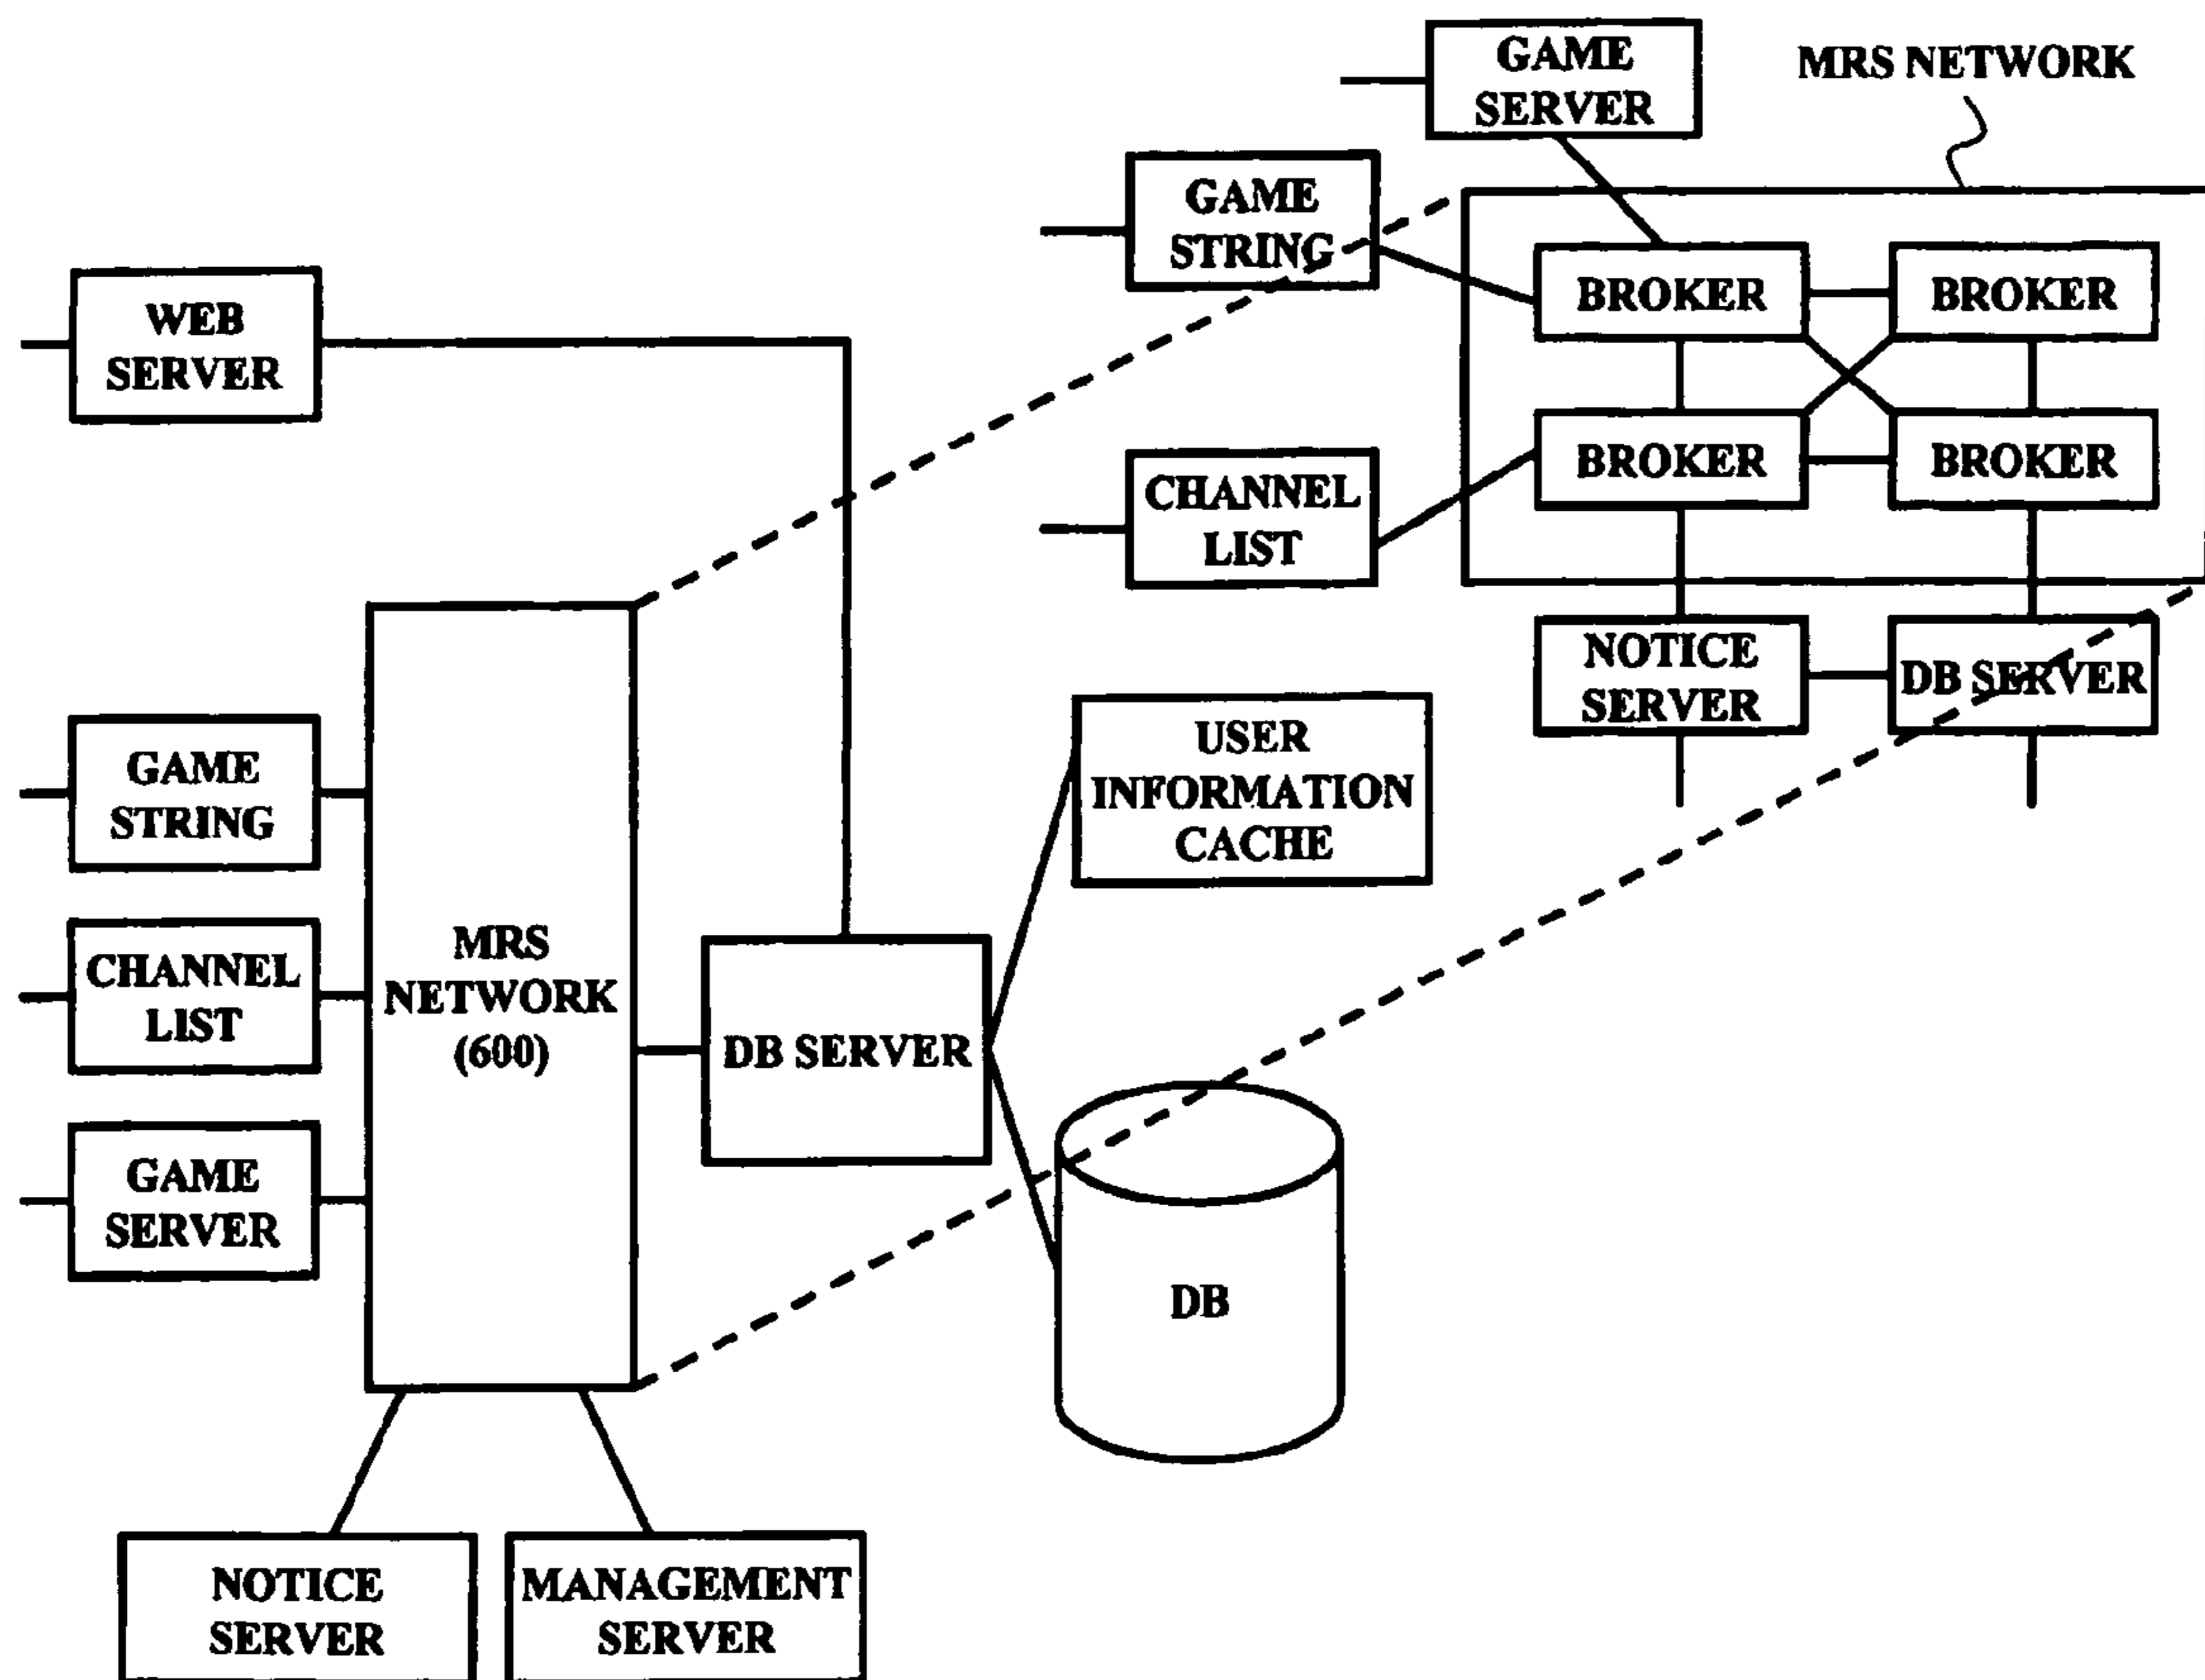 GAME
SERVER
MRS NETWORK
GAME
STRING
WEB
SERVER
BROKER
BROKER
BROKER
BROKER
CHANNEL
LIST
NOTICE
SERVER
DB SERVER
USER
INFORMATION
CACHE
GAME
STRING
CHANNEL
LIST
GAME
SERVER
MRS
NETWORK
(600)
DB SERVER
DB
NOTICE
SERVER
MANAGEMENT
SERVER